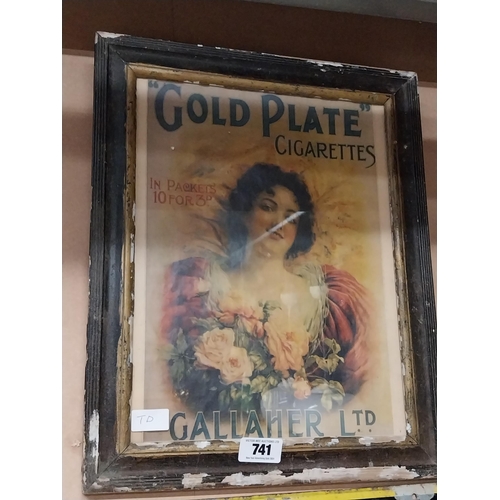 "GOLD PLATE"
CIGARETTES
IN PACKETS
10 FOR 3D
TD
GALLAHER LTD
741